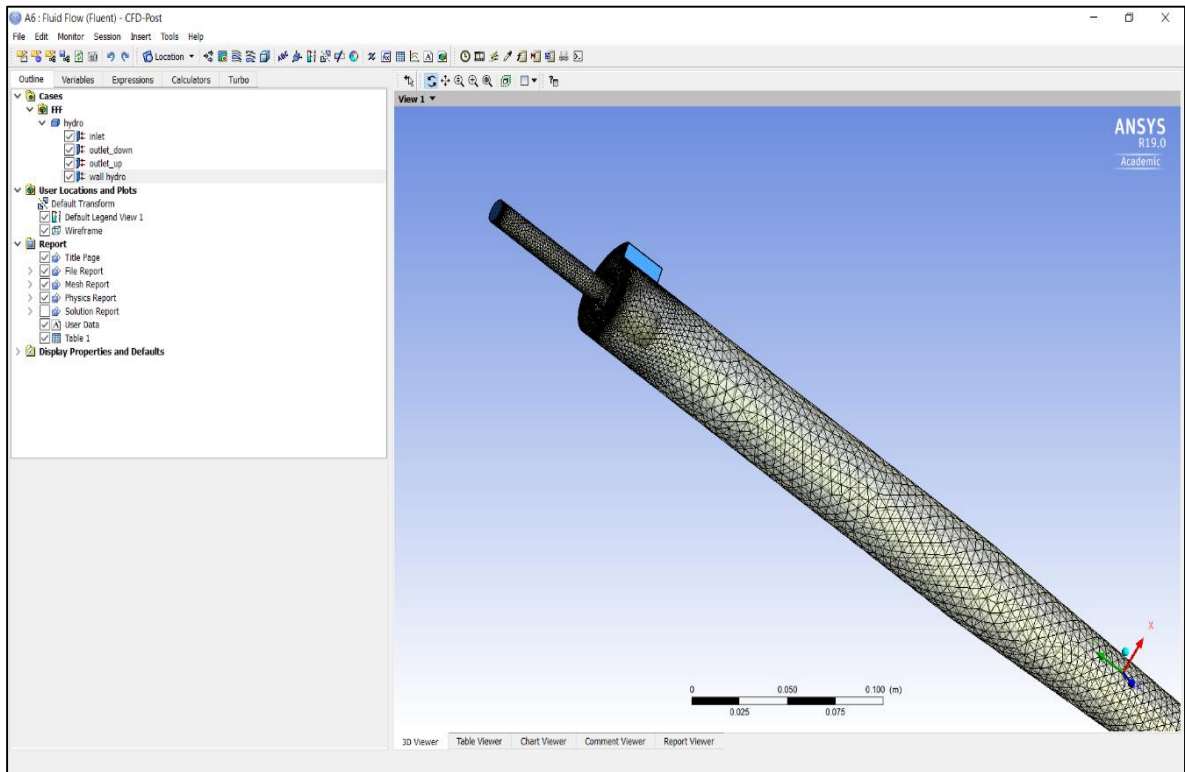 A6 : Fluid Flow (Fluent) - CFD-Post
File Edit Monitor Session Insert Tools Help
Location
Outline Variables Expressions Calculators Turbo
Cases
FFF
hydro
inlet
outlet_down
outlet_up
wall hydro
User Locations and Plots
Default Transform
Default Legend View 1
Wireframe
Report
Title Page
File Report
Mesh Report
Physics Report
Solution Report
User Data
Table 1
Display Properties and Defaults
View 1
ANSYS
R19.0
Academic
X
0 0.050 0.100 (m)
0.025 0.075
3D Viewer Table Viewer Chart Viewer Comment Viewer Report Viewer